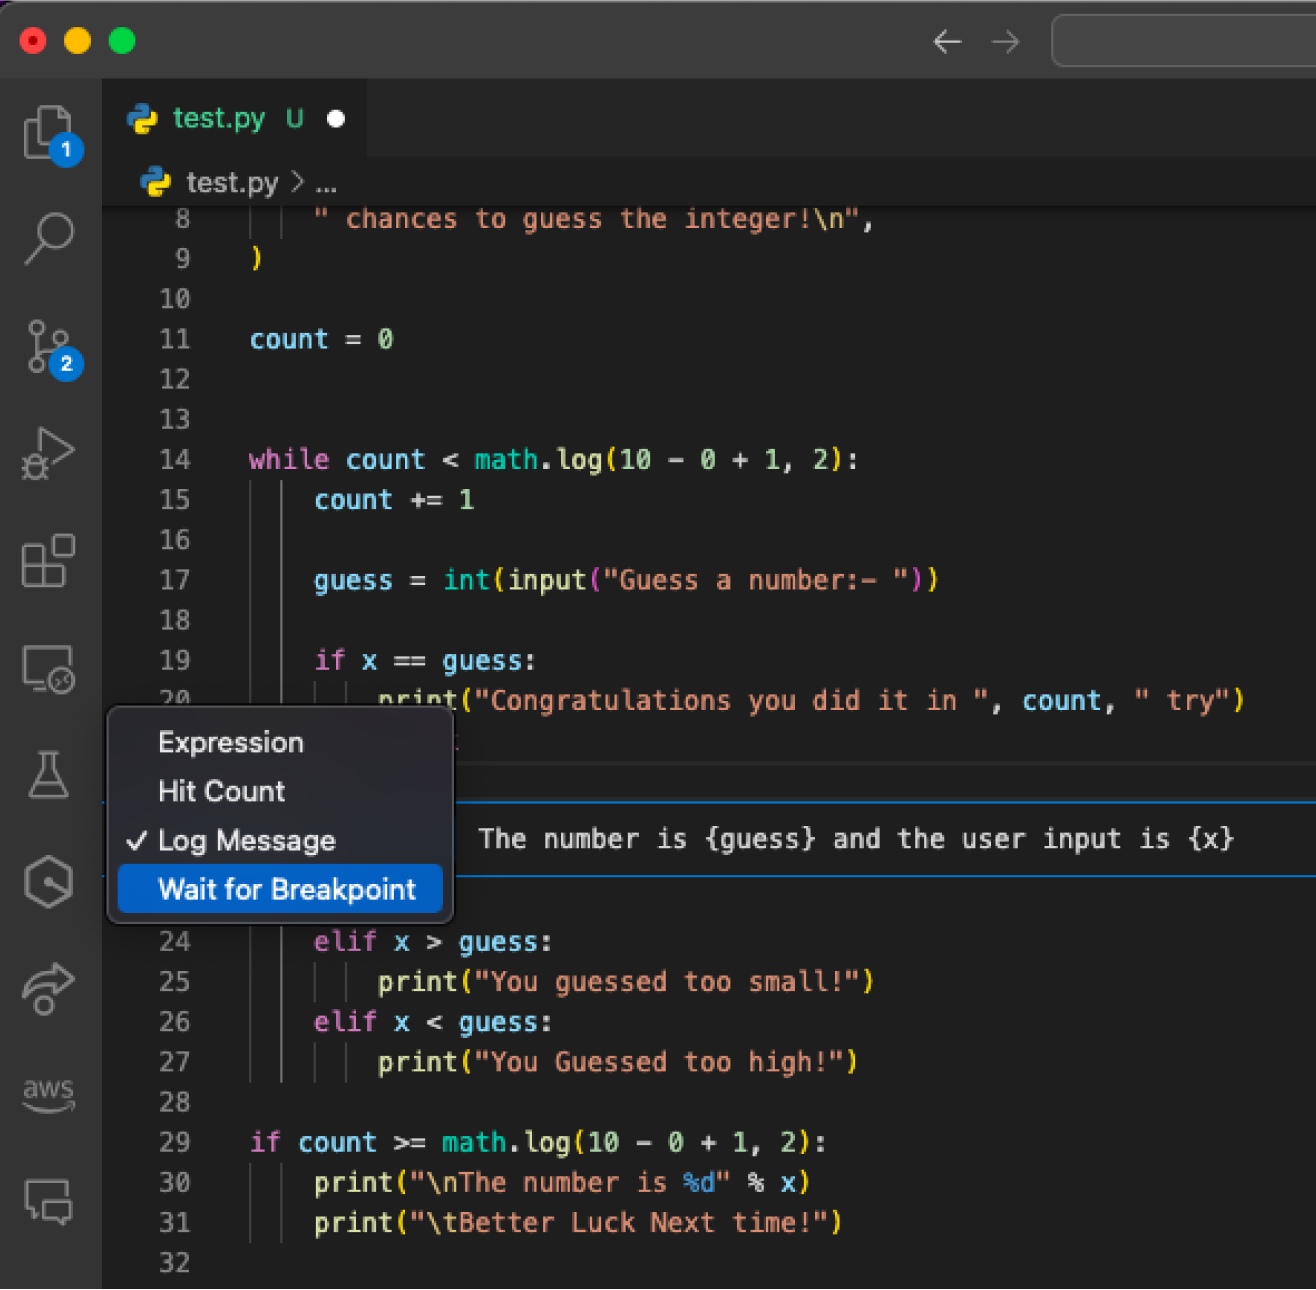 test.py U
1
test.py > ...
8 " chances to guess the integer!\n",
9 )
10
11 count = 0
2
12
13
14 while count < math.log(10 - 0 + 1, 2):
15 count += 1
16
17 guess = int(input("Guess a number:- "))
18
19 if x == guess:
20 print("Congratulations you did it in ", count, " try")
Expression
Hit Count
✓ Log Message
The number is {guess} and the user input is {x}
Wait for Breakpoint
24 elif x > guess:
25 print("You guessed too small!")
26 elif x < guess:
27 print("You Guessed too high!")
aws
28
29 if count >= math.log(10 - 0 + 1, 2):
30 print("\nThe number is %d" % x)
31 print("\tBetter Luck Next time!")
32